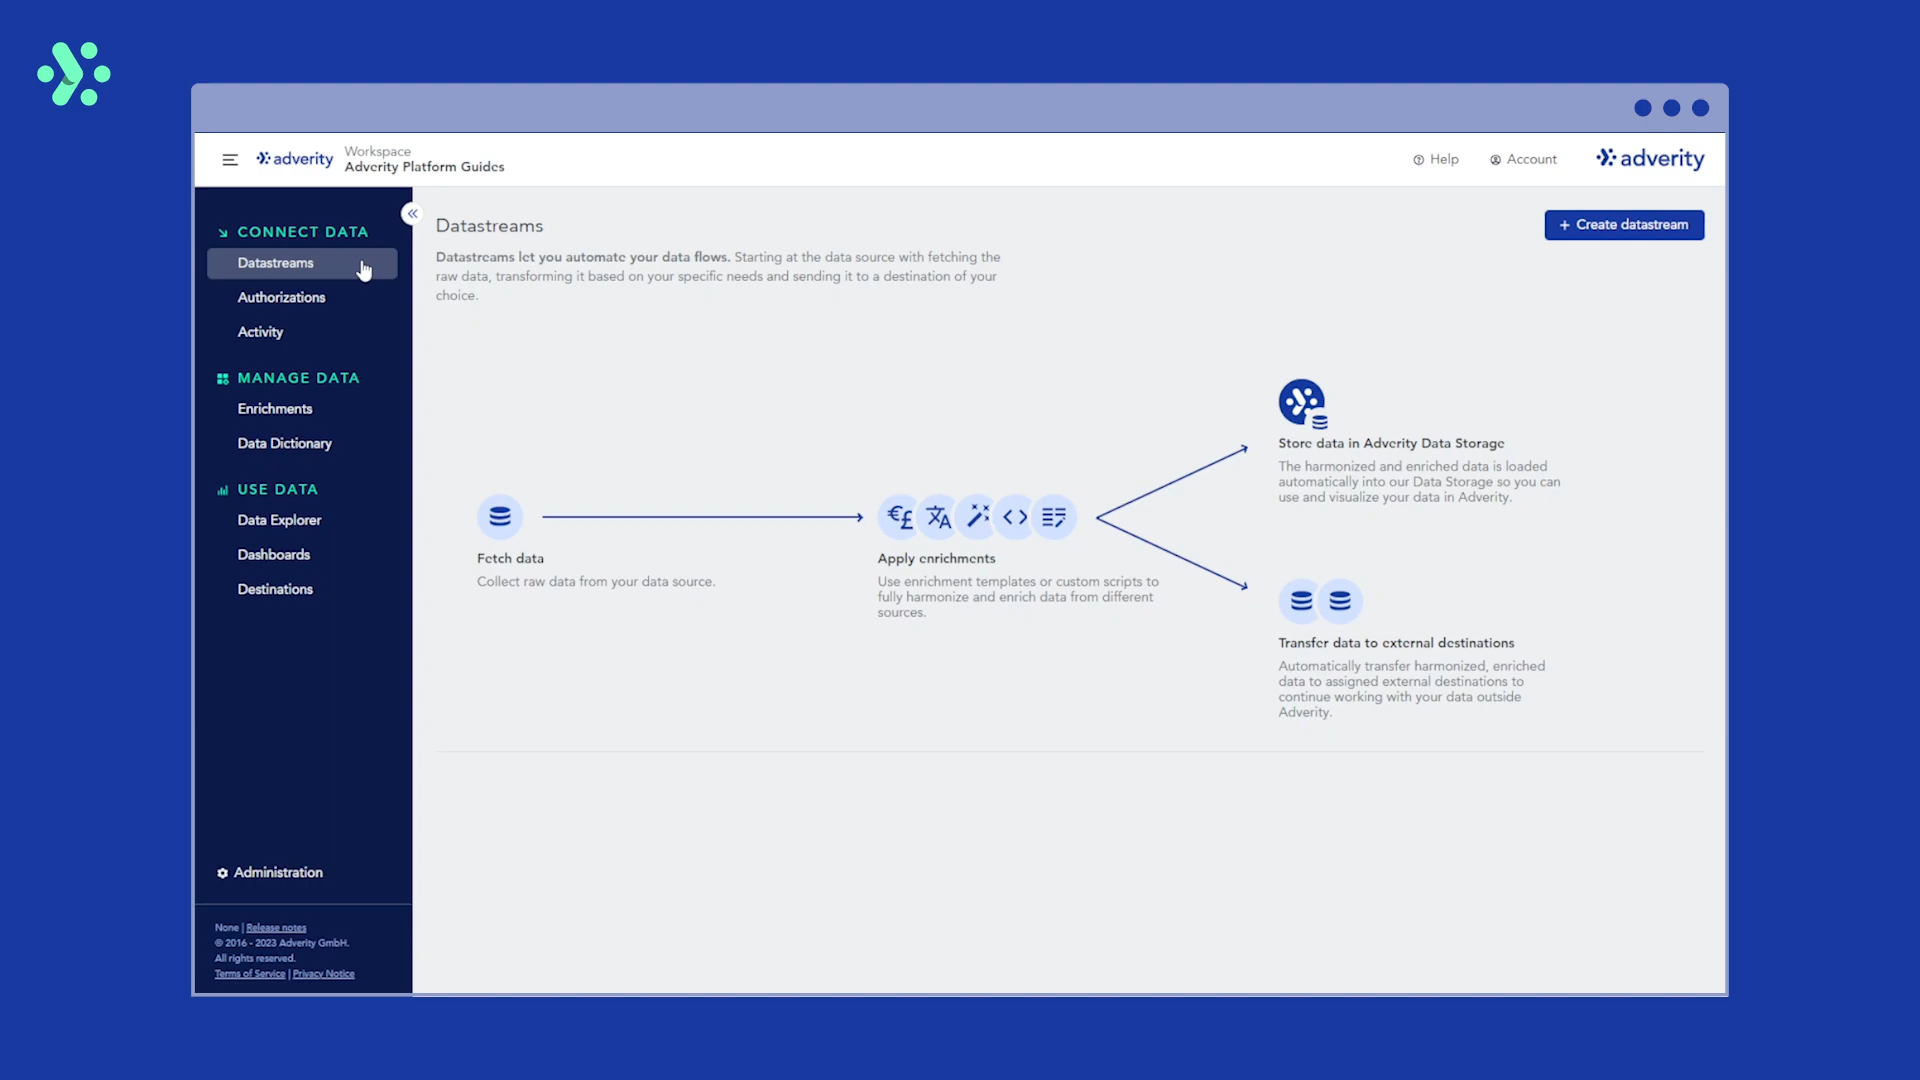 adverity
Workspace
Adverity Platform Guides
Help
Account
adverity
CONNECT DATA
Datastreams
Authorizations
Activity
MANAGE DATA
Enrichments
Data Dictionary
USE DATA
Data Explorer
Dashboards
Destinations
Administration
None | Release notes
© 2016 - 2023 Adverity GmbH.
All rights reserved.
Terms of Service | Privacy Notice
Datastreams
+ Create datastream
Datastreams let you automate your data flows. Starting at the data source with fetching the
raw data, transforming it based on your specific needs and sending it to a destination of your
choice.
Fetch data
Collect raw data from your data source.
Apply enrichments
Use enrichment templates or custom scripts to
fully harmonize and enrich data from different
sources.
Store data in Adverity Data Storage
The harmonized and enriched data is loaded
automatically into our Data Storage so you can
use and visualize your data in Adverity.
Transfer data to external destinations
Automatically transfer harmonized, enriched
data to assigned external destinations to
continue working with your data outside
Adverity.